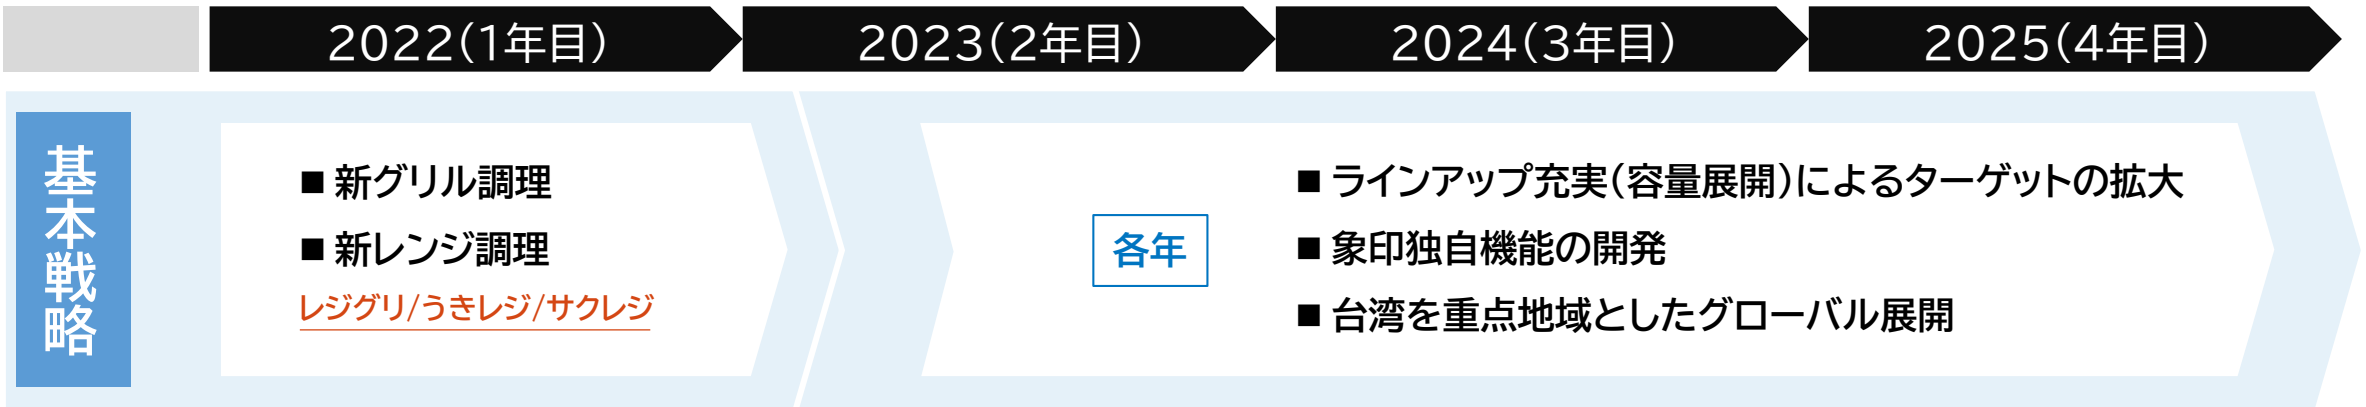 2022(1年目)
2023(2年目)
2024(3年目)
2025(4年目)
基本戦略
■ 新グリル調理
■ 新レンジ調理
レジグリ/うきレジ/サクレジ
各年
■ ラインアップ充実(容量展開)によるターゲットの拡大
■ 象印独自機能の開発
■ 台湾を重点地域としたグローバル展開